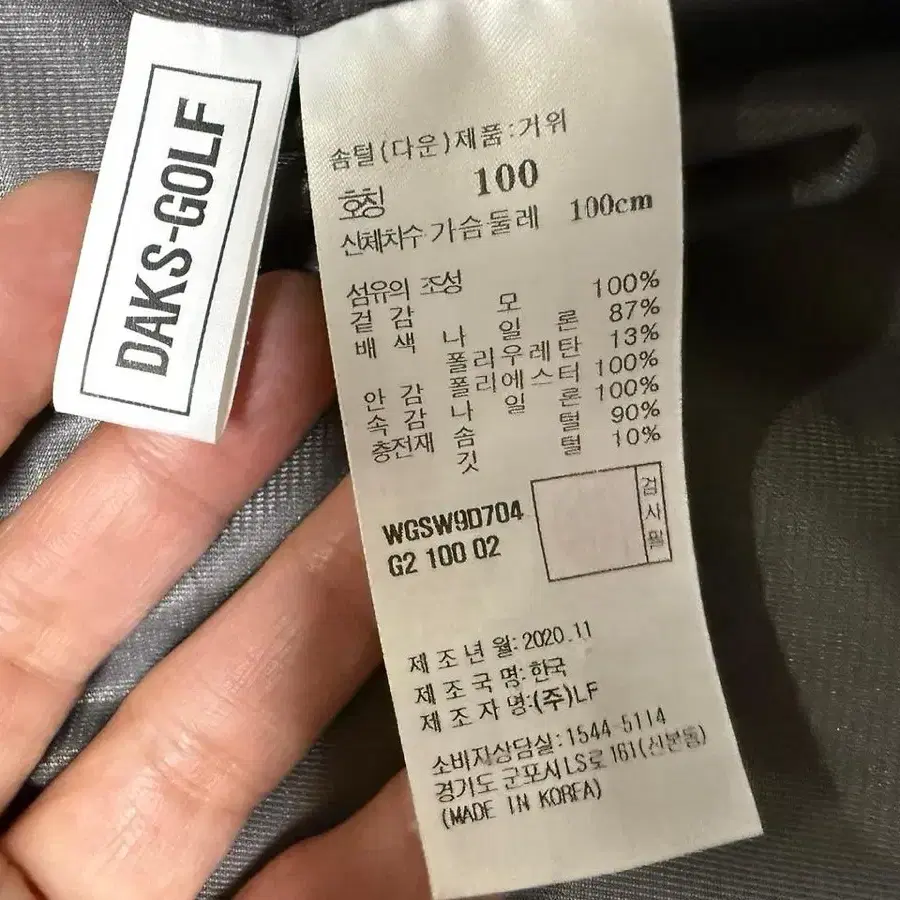 DAKS-GOLF
솜털(다운)제품:거위
호칭 100
신체치수 가슴둘레 100cm
섬유의 조성
겉감 모 100%
배색 나일론 87%
폴리우레탄 13%
안감 폴리에스터 100%
속감 나일론 100%
충전재 솜털 90%
깃털 10%
WGSW9D704
G2 100 02
검사필
제조년월:2020.11
제조국명:한국
제조자명:(주)LF
소비자상담실:1544-5114
경기도 군포시 LS로 161(산본동)
(MADE IN KOREA)